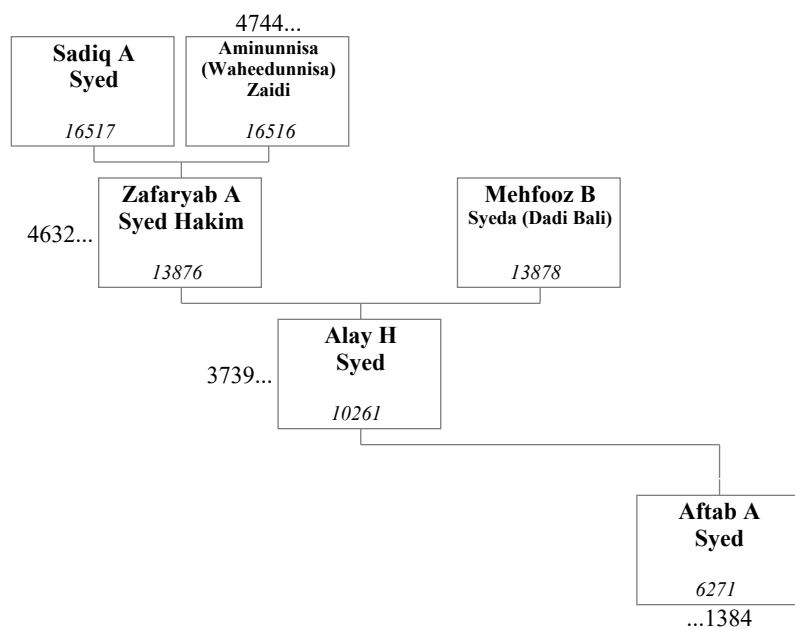 4744...
Sadiq A
Syed
16517
Aminunnisa
(Waheedunnisa)
Zaidi
16516
4632...
Zafaryab A
Syed Hakim
13876
Mehfooz B
Syeda (Dadi Bali)
13878
3739...
Alay H
Syed
10261
Aftab A
Syed
6271
...1384